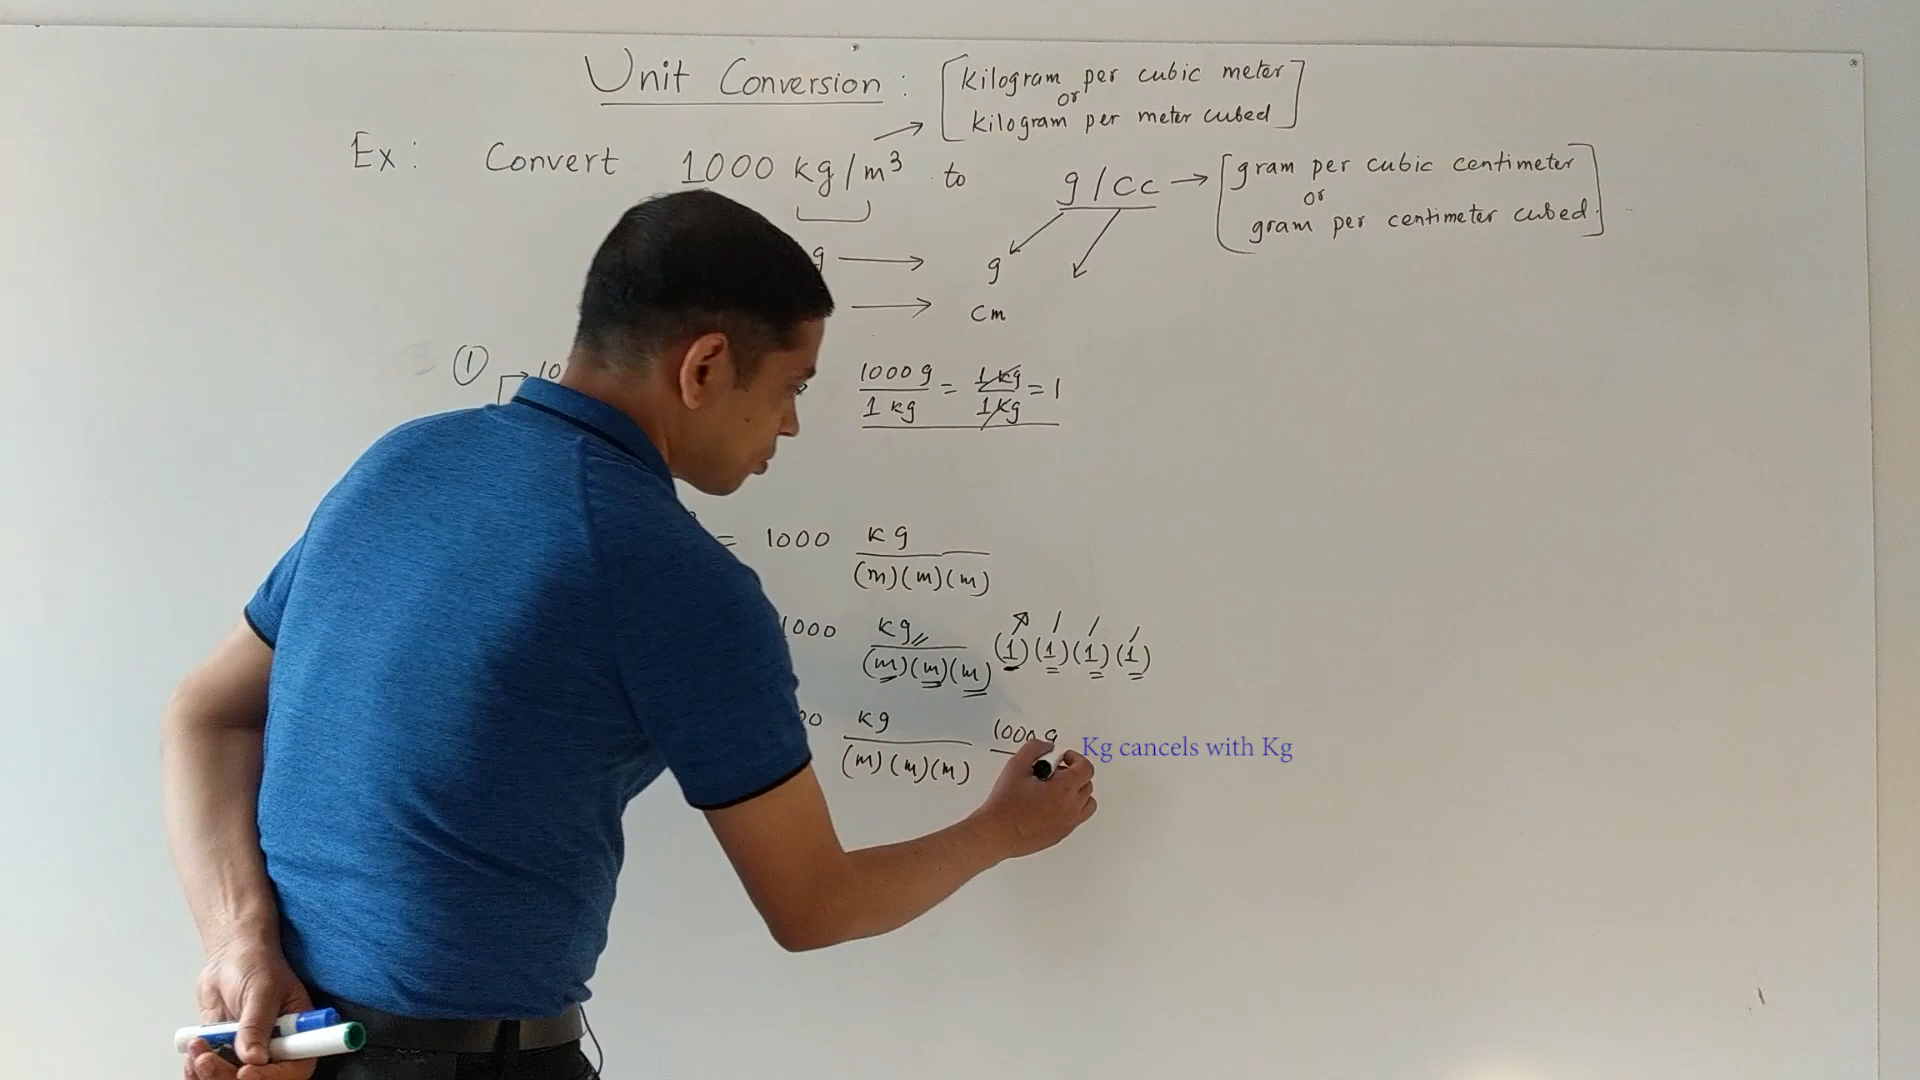 Unit Conversion : [kilogram per cubic meter
or
kilogram per meter cubed]
Ex: Convert 1000 kg/m³ to g/cc → [gram per cubic centimeter
or
gram per centimeter cubed.]
g → g
→ cm
① → 10
1000 g / 1 kg = 1 kg / 1 kg = 1
= 1000 kg / (m)(m)(m)
1000 kg / (m)(m)(m) (1)(1)(1)(1)
kg / (m)(m)(m) 1000 g
Kg cancels with Kg